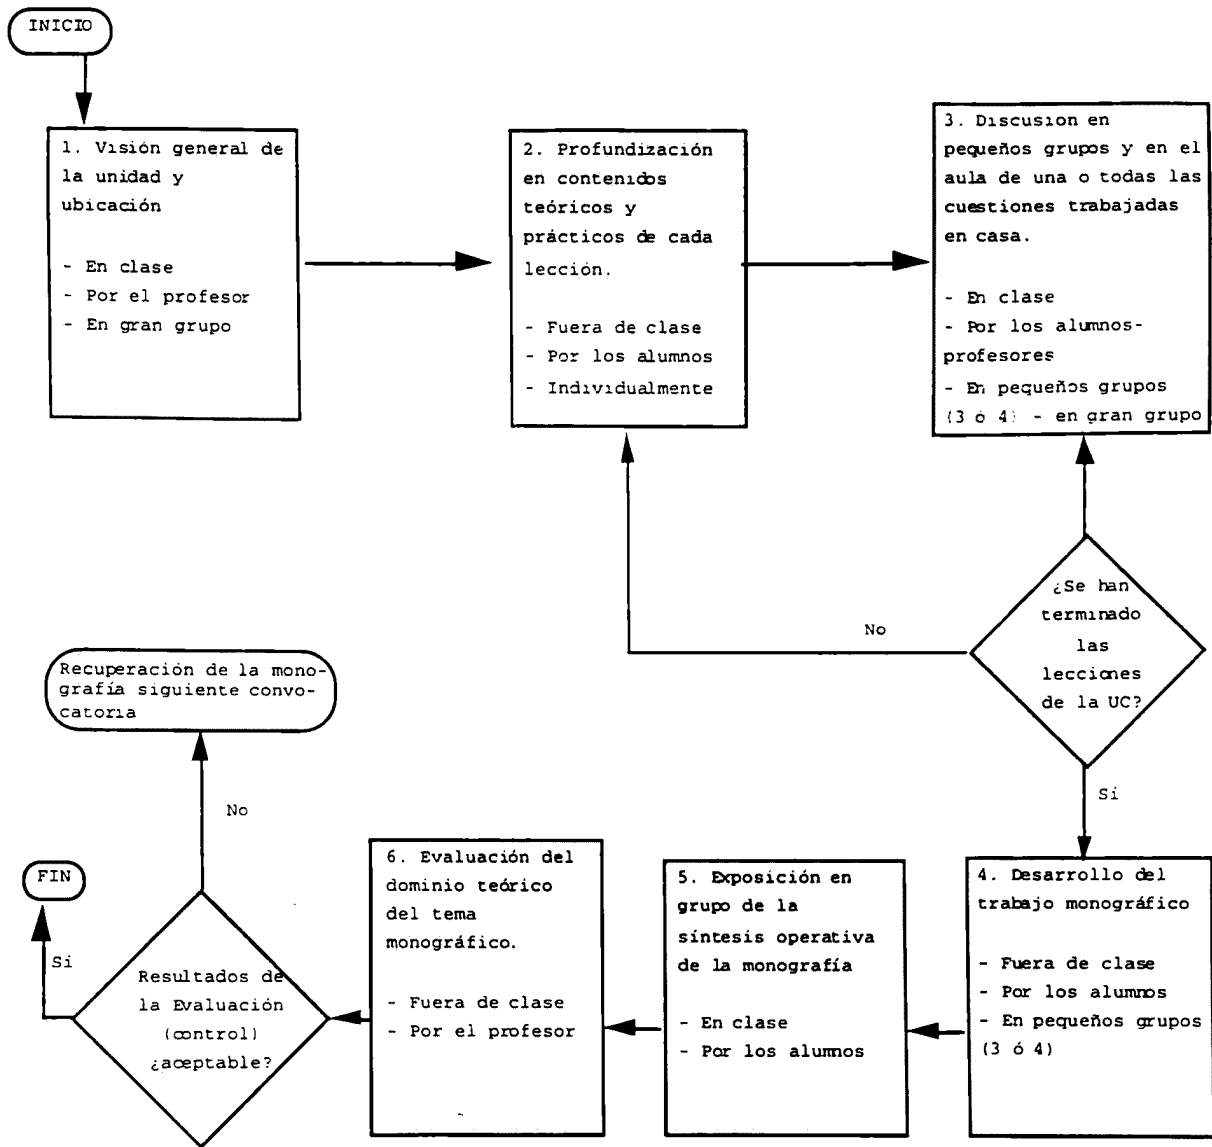 INICIO
1. Visión general de
la unidad y
ubicación
- En clase
- Por el profesor
- En gran grupo
2. Profundización
en contenidos
teóricos y
prácticos de cada
lección.
- Fuera de clase
- Por los alumnos
- Individualmente
3. Discusion en
pequeños grupos y en el
aula de una o todas las
cuestiones trabajadas
en casa.
- En clase
- Por los alumnos-
profesores
- En pequeños grupos
(3 ó 4) - en gran grupo
¿Se han
terminado
las
lecciones
de la UC?
No
Sí
4. Desarrollo del
trabajo monográfico
- Fuera de clase
- Por los alumnos
- En pequeños grupos
(3 ó 4)
5. Exposición en
grupo de la
síntesis operativa
de la monografía
- En clase
- Por los alumnos
6. Evaluación del
dominio teórico
del tema
monográfico.
- Fuera de clase
- Por el profesor
Resultados de
la Evaluación
(control)
¿aceptable?
No
Recuperación de la mono-
grafía siguiente convo-
catoria
Sí
FIN